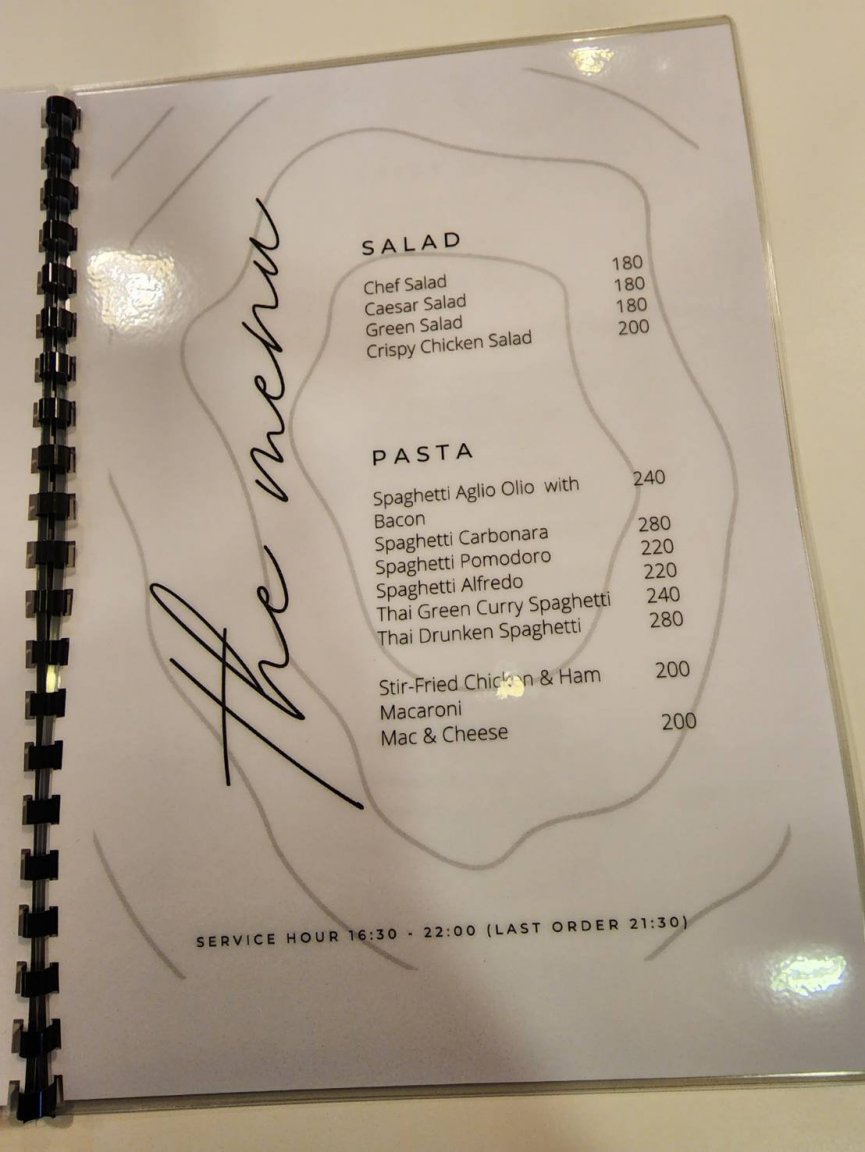 the menu
SALAD
Chef Salad 180
Caesar Salad 180
Green Salad 180
Crispy Chicken Salad 200
PASTA
Spaghetti Aglio Olio with 240
Bacon
Spaghetti Carbonara 280
Spaghetti Pomodoro 220
Spaghetti Alfredo 220
Thai Green Curry Spaghetti 240
Thai Drunken Spaghetti 280
Stir-Fried Chicken & Ham 200
Macaroni
Mac & Cheese 200
SERVICE HOUR 16:30 - 22:00 (LAST ORDER 21:30)